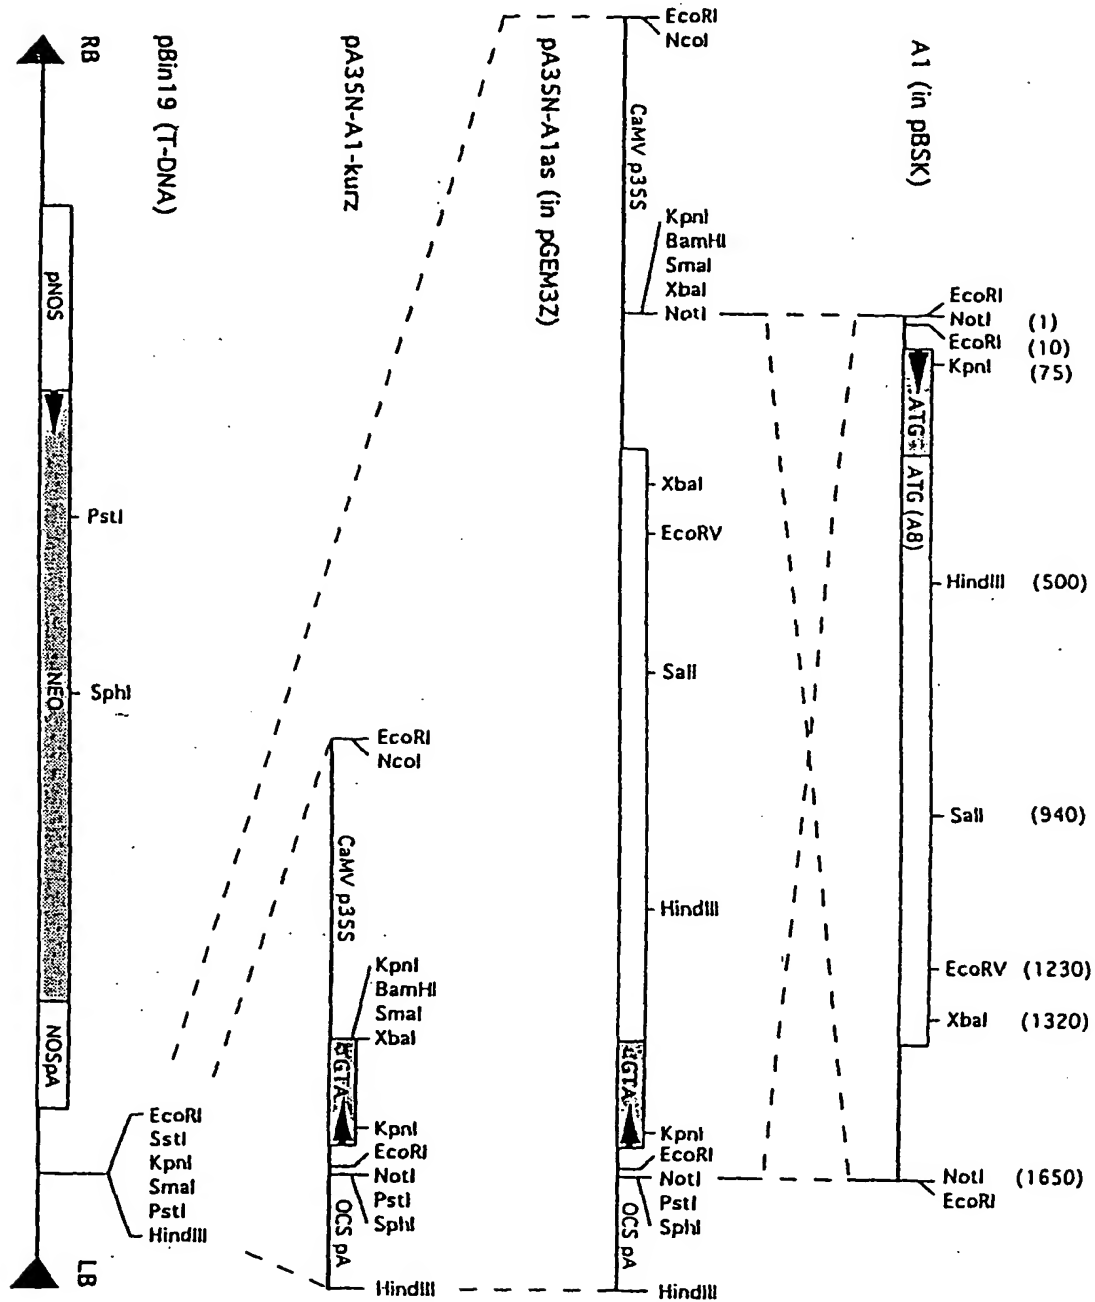 A1 (in pBSK)
EcoRI
NotI (1)
EcoRI (10)
KpnI (75)
ATG
ATG (A8)
HindIII (500)
SalI (940)
EcoRV (1230)
XbaI (1320)
NotI (1650)
EcoRI
pA35N-A1as (in pGEM3Z)
EcoRI
NcoI
CaMV p35S
KpnI
BamHI
SmaI
XbaI
NotI
XbaI
EcoRV
SalI
HindIII
GTA
KpnI
EcoRI
NotI
PstI
SphI
OCS pA
HindIII
pA35N-A1-kurz
EcoRI
NcoI
CaMV p35S
KpnI
BamHI
SmaI
XbaI
GTA
KpnI
EcoRI
NotI
PstI
SphI
OCS pA
HindIII
pBin19 (T-DNA)
RB
pNOS
PstI
NEO
SphI
NOSpA
EcoRI
SstI
KpnI
SmaI
PstI
HindIII
LB